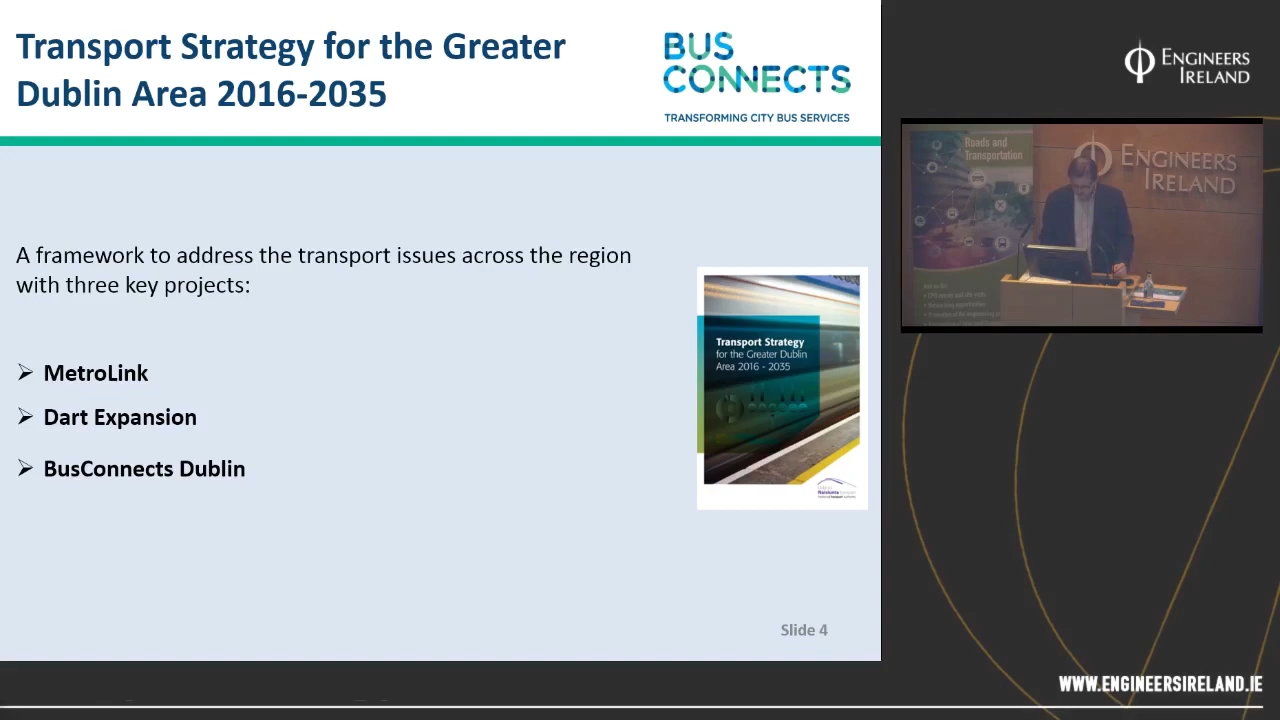 Transport Strategy for the Greater
Dublin Area 2016-2035
BUS
CONNECTS
TRANSFORMING CITY BUS SERVICES
A framework to address the transport issues across the region
with three key projects:
MetroLink
Dart Expansion
BusConnects Dublin
Transport Strategy
for the Greater Dublin
Area 2016 - 2035
Slide 4
ENGINEERS
IRELAND
Roads and
Transportation
ENGINEERS
IRELAND
WWW.ENGINEERSIRELAND.IE